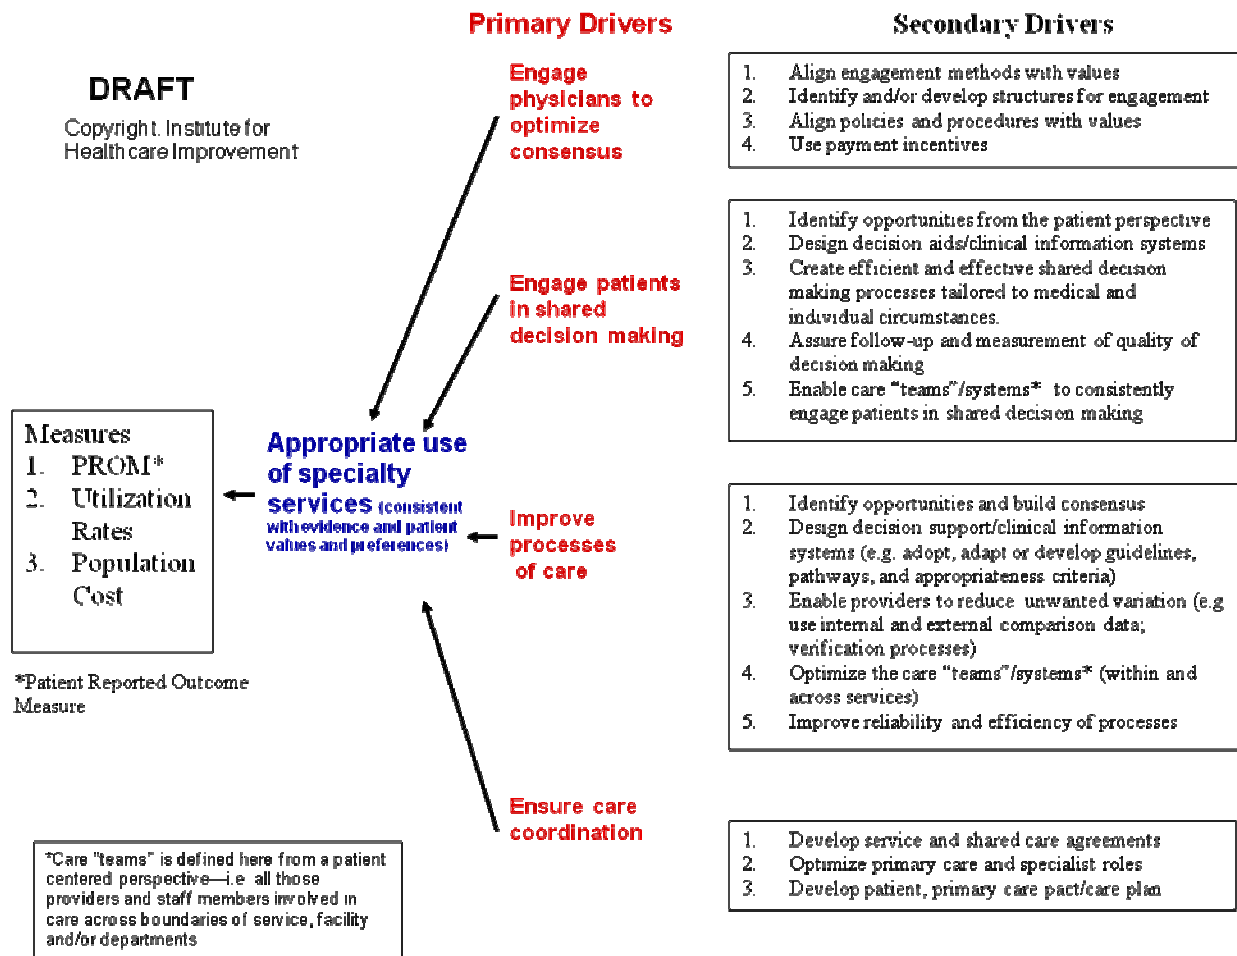 Primary Drivers
Secondary Drivers
DRAFT
Copyright. Institute for
Healthcare Improvement
Engage
physicians to
optimize
consensus
1. Align engagement methods with values
2. Identify and/or develop structures for engagement
3. Align policies and procedures with values
4. Use payment incentives
Engage patients
in shared
decision making
1. Identify opportunities from the patient perspective
2. Design decision aids/clinical information systems
3. Create efficient and effective shared decision
making processes tailored to medical and
individual circumstances.
4. Assure follow-up and measurement of quality of
decision making
5. Enable care "teams"/systems* to consistently
engage patients in shared decision making
Measures
1. PROM*
2. Utilization
Rates
3. Population
Cost
*Patient Reported Outcome
Measure
Appropriate use
of specialty
services (consistent
with evidence and patient
values and preferences)
Improve
processes
of care
1. Identify opportunities and build consensus
2. Design decision support/clinical information
systems (e.g. adopt, adapt or develop guidelines,
pathways, and appropriateness criteria)
3. Enable providers to reduce unwanted variation (e.g
use internal and external comparison data;
verification processes)
4. Optimize the care "teams"/systems* (within and
across services)
5. Improve reliability and efficiency of processes
Ensure care
coordination
1. Develop service and shared care agreements
2. Optimize primary care and specialist roles
3. Develop patient, primary care pact/care plan
*Care "teams" is defined here from a patient
centered perspective—i.e all those
providers and staff members involved in
care across boundaries of service, facility
and/or departments